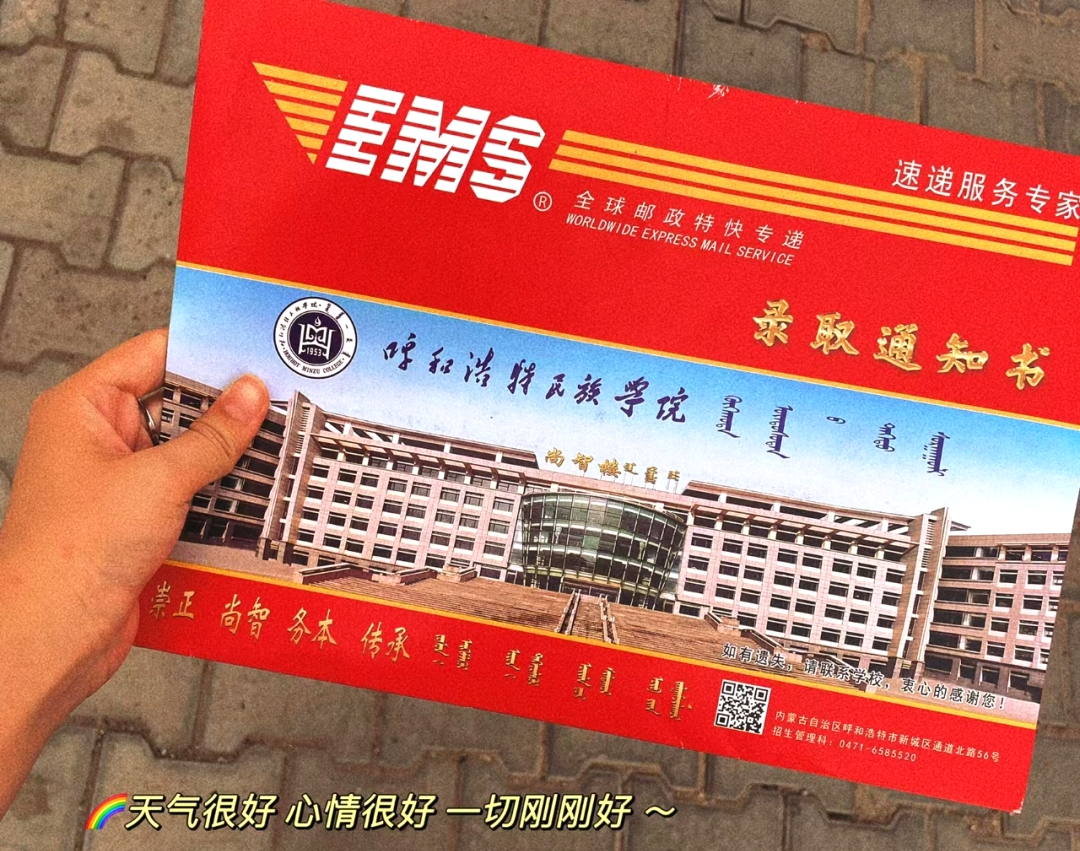 EMS®
速递服务专家
全球邮政特快专递
WORLDWIDE EXPRESS MAIL SERVICE
录取通知书
1953
HOHHOT MINZU COLLEGE
呼和浩特民族学院
尚智楼
崇正 尚智 务本 传承
如有遗失，请联系学校，衷心的感谢您！
内蒙古自治区呼和浩特市新城区通道北路56号
招生管理科：0471-6585520
🌈天气很好 心情很好 一切刚刚好 ～